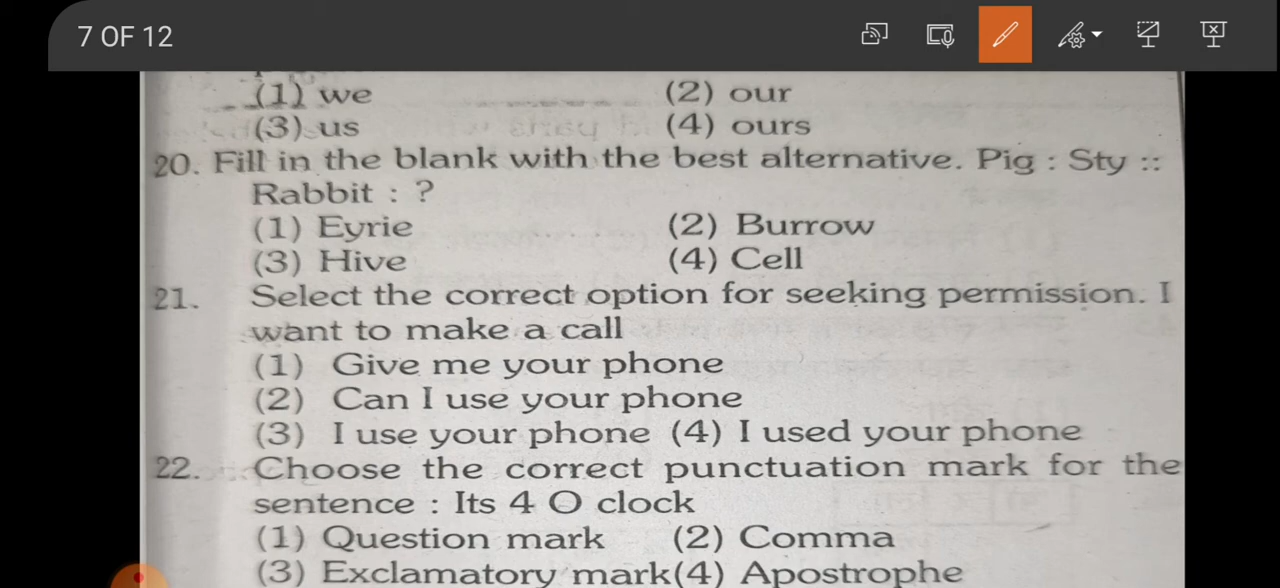 7 OF 12
(1) we (2) our
(3) us (4) ours
20. Fill in the blank with the best alternative. Pig : Sty ::
Rabbit : ?
(1) Eyrie (2) Burrow
(3) Hive (4) Cell
21. Select the correct option for seeking permission. I
want to make a call
(1) Give me your phone
(2) Can I use your phone
(3) I use your phone (4) I used your phone
22. Choose the correct punctuation mark for the
sentence : Its 4 O clock
(1) Question mark (2) Comma
(3) Exclamatory mark(4) Apostrophe